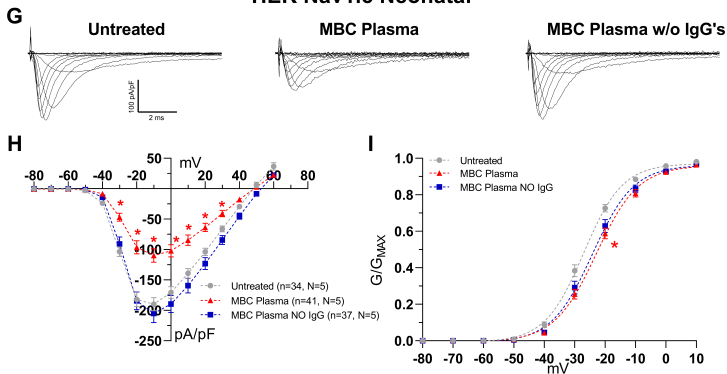 HEK Nav1.5 Neonatal
G
Untreated
MBC Plasma
MBC Plasma w/o IgG's
100 pA/pF
2 ms
H
50
mV
-80 -60 -40 -20 20 40 60 80
-50
-100
-150
-200
-250
pA/pF
* * * * * * *
Untreated (n=34, N=5)
MBC Plasma (n=41, N=5)
MBC Plasma NO IgG (n=37, N=5)
I
Untreated
MBC Plasma
MBC Plasma NO IgG
G/GMAX
1.0
0.8
0.6
0.4
0.2
0.0
*
-80 -70 -60 -50 -40 -30 -20 -10 0 10
mV